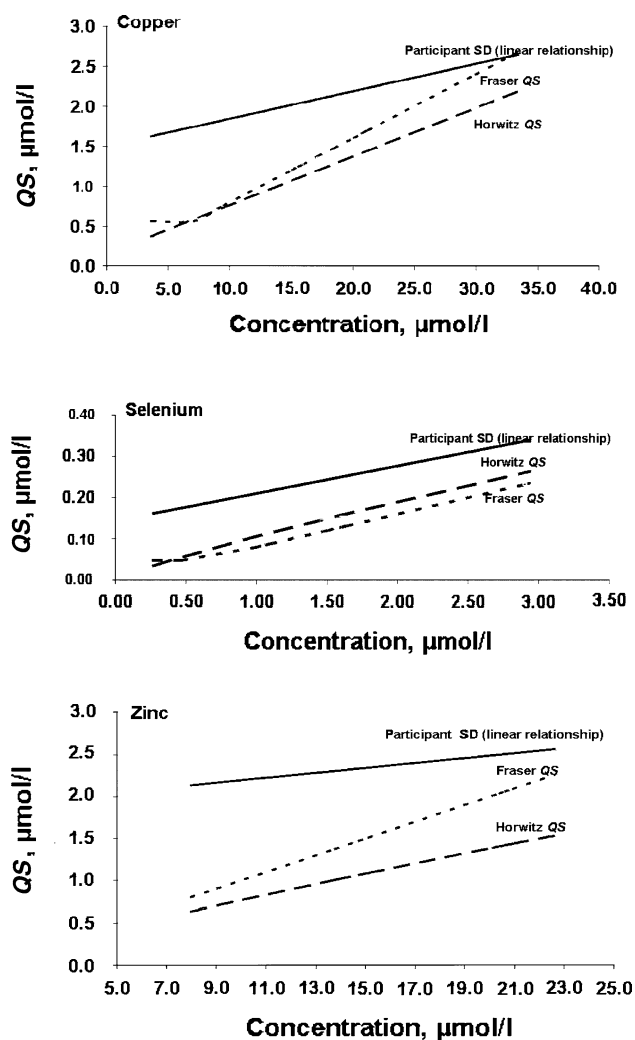 Copper
3.0
2.5
2.0
1.5
1.0
0.5
0.0
QS, µmol/l
Participant SD (linear relationship)
Fraser QS
Horwitz QS
0.0 5.0 10.0 15.0 20.0 25.0 30.0 35.0 40.0
Concentration, µmol/l
Selenium
0.40
0.30
0.20
0.10
0.00
QS, µmol/l
Participant SD (linear relationship)
Horwitz QS
Fraser QS
0.00 0.50 1.00 1.50 2.00 2.50 3.00 3.50
Concentration, µmol/l
Zinc
3.0
2.5
2.0
1.5
1.0
0.5
0.0
QS, µmol/l
Participant SD (linear relationship)
Fraser QS
Horwitz QS
5.0 7.0 9.0 11.0 13.0 15.0 17.0 19.0 21.0 23.0 25.0
Concentration, µmol/l